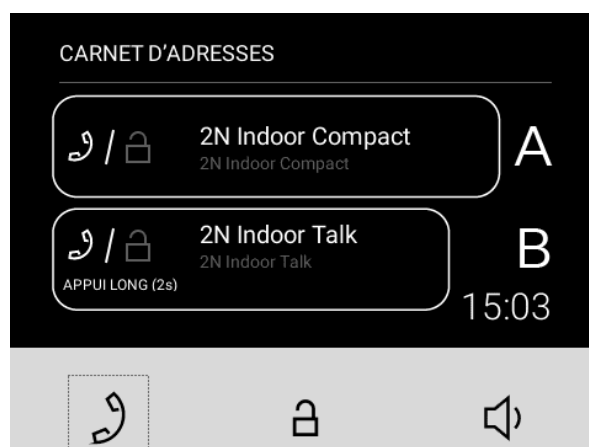 CARNET D'ADRESSES
2N Indoor Compact
2N Indoor Compact
A
2N Indoor Talk
2N Indoor Talk
B
APPUI LONG (2s)
15:03